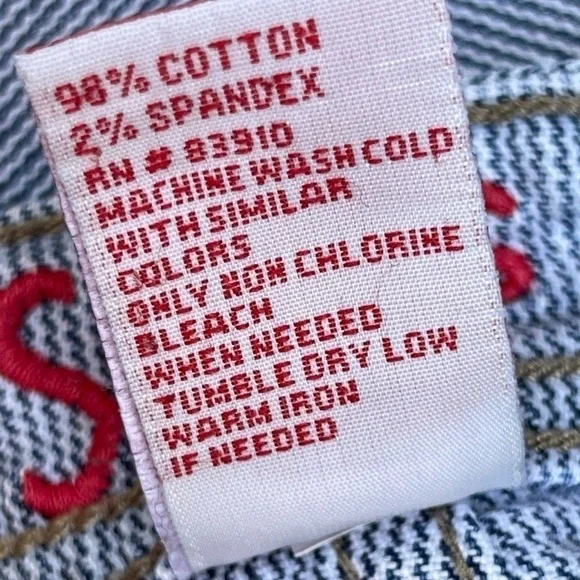 98% COTTON
2% SPANDEX
RN # 83910
MACHINE WASH COLD
WITH SIMILAR
COLORS
ONLY NON CHLORINE
BLEACH
WHEN NEEDED
TUMBLE DRY LOW
WARM IRON
IF NEEDED
S